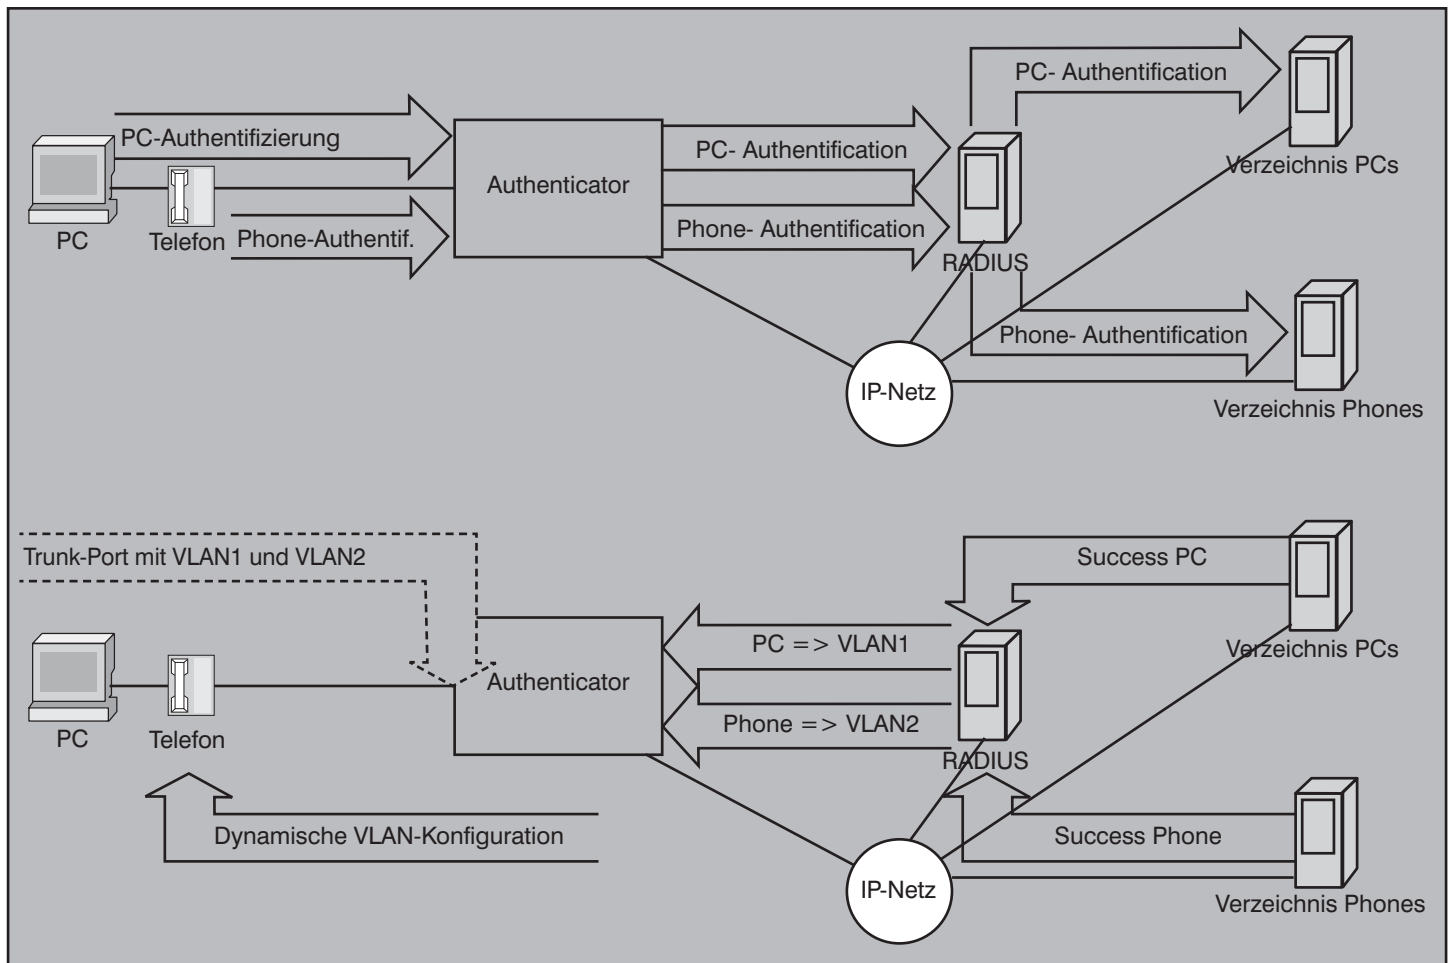 PC- Authentification
PC-Authentifizierung
PC- Authentification
Verzeichnis PCs
Authenticator
PC
Telefon
Phone-Authentif.
Phone- Authentification
RADIUS
Phone- Authentification
IP-Netz
Verzeichnis Phones
Trunk-Port mit VLAN1 und VLAN2
Success PC
PC => VLAN1
Verzeichnis PCs
Authenticator
Phone => VLAN2
PC
Telefon
RADIUS
Dynamische VLAN-Konfiguration
Success Phone
IP-Netz
Verzeichnis Phones